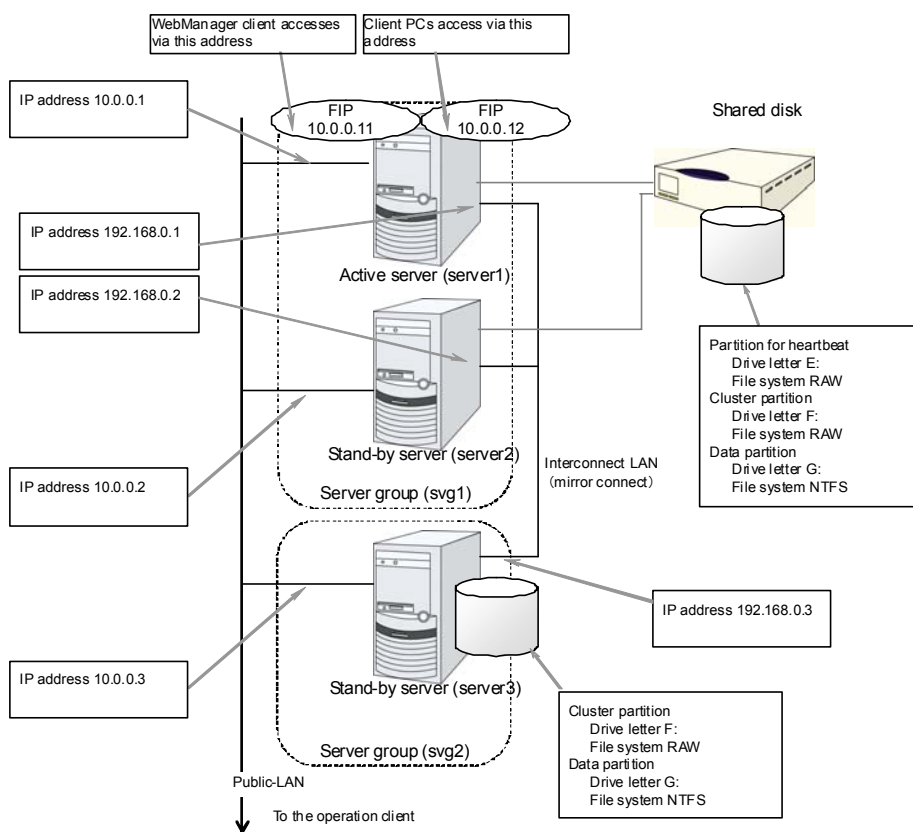 WebManager client accesses
via this address
Client PCs access via this
address
IP address 10.0.0.1
FIP
10.0.0.11
FIP
10.0.0.12
Shared disk
IP address 192.168.0.1
Active server (server1)
IP address 192.168.0.2
Partition for heartbeat
Drive letter E:
File system RAW
Cluster partition
Drive letter F:
File system RAW
Data partition
Drive letter G:
File system NTFS
Stand-by server (server2)
Interconnect LAN
(mirror connect)
IP address 10.0.0.2
Server group (svg1)
IP address 192.168.0.3
IP address 10.0.0.3
Stand-by server (server3)
Cluster partition
Drive letter F:
File system RAW
Data partition
Drive letter G:
File system NTFS
Server group (svg2)
Public-LAN
To the operation client